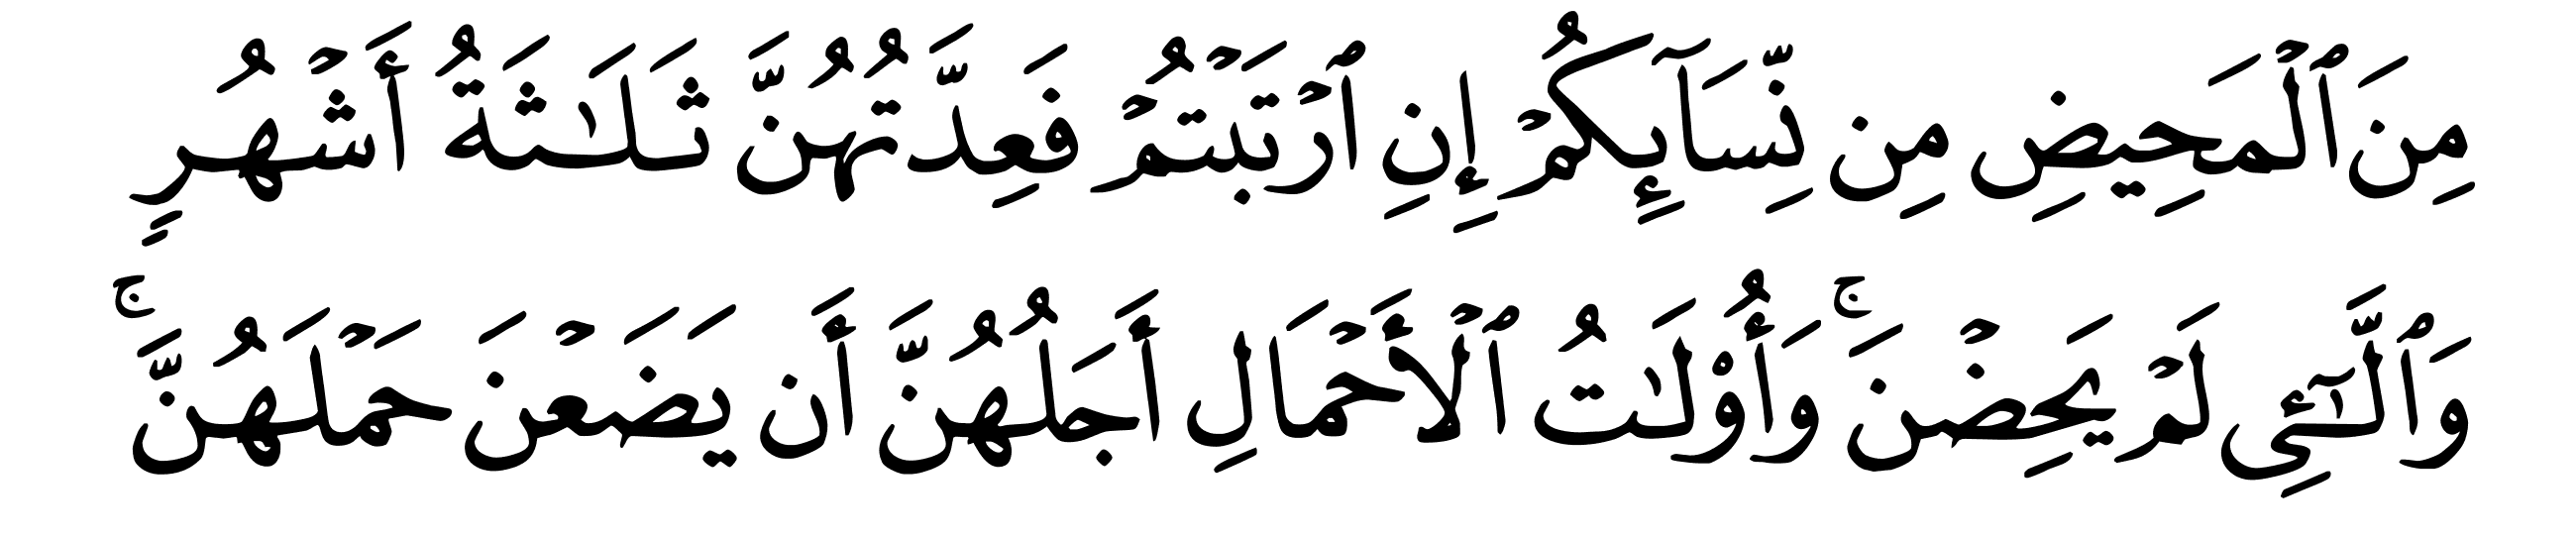 مِنَ ٱلۡمَحِيضِ مِن نِّسَآئِكُمۡ إِنِ ٱرۡتَبۡتُمۡ فَعِدَّتُهُنَّ ثَلَٰثَةُ أَشۡهُرٖ
وَٱلَّٰٓـِٔي لَمۡ يَحِضۡنَۚ وَأُوْلَٰتُ ٱلۡأَحۡمَالِ أَجَلُهُنَّ أَن يَضَعۡنَ حَمۡلَهُنَّۚ